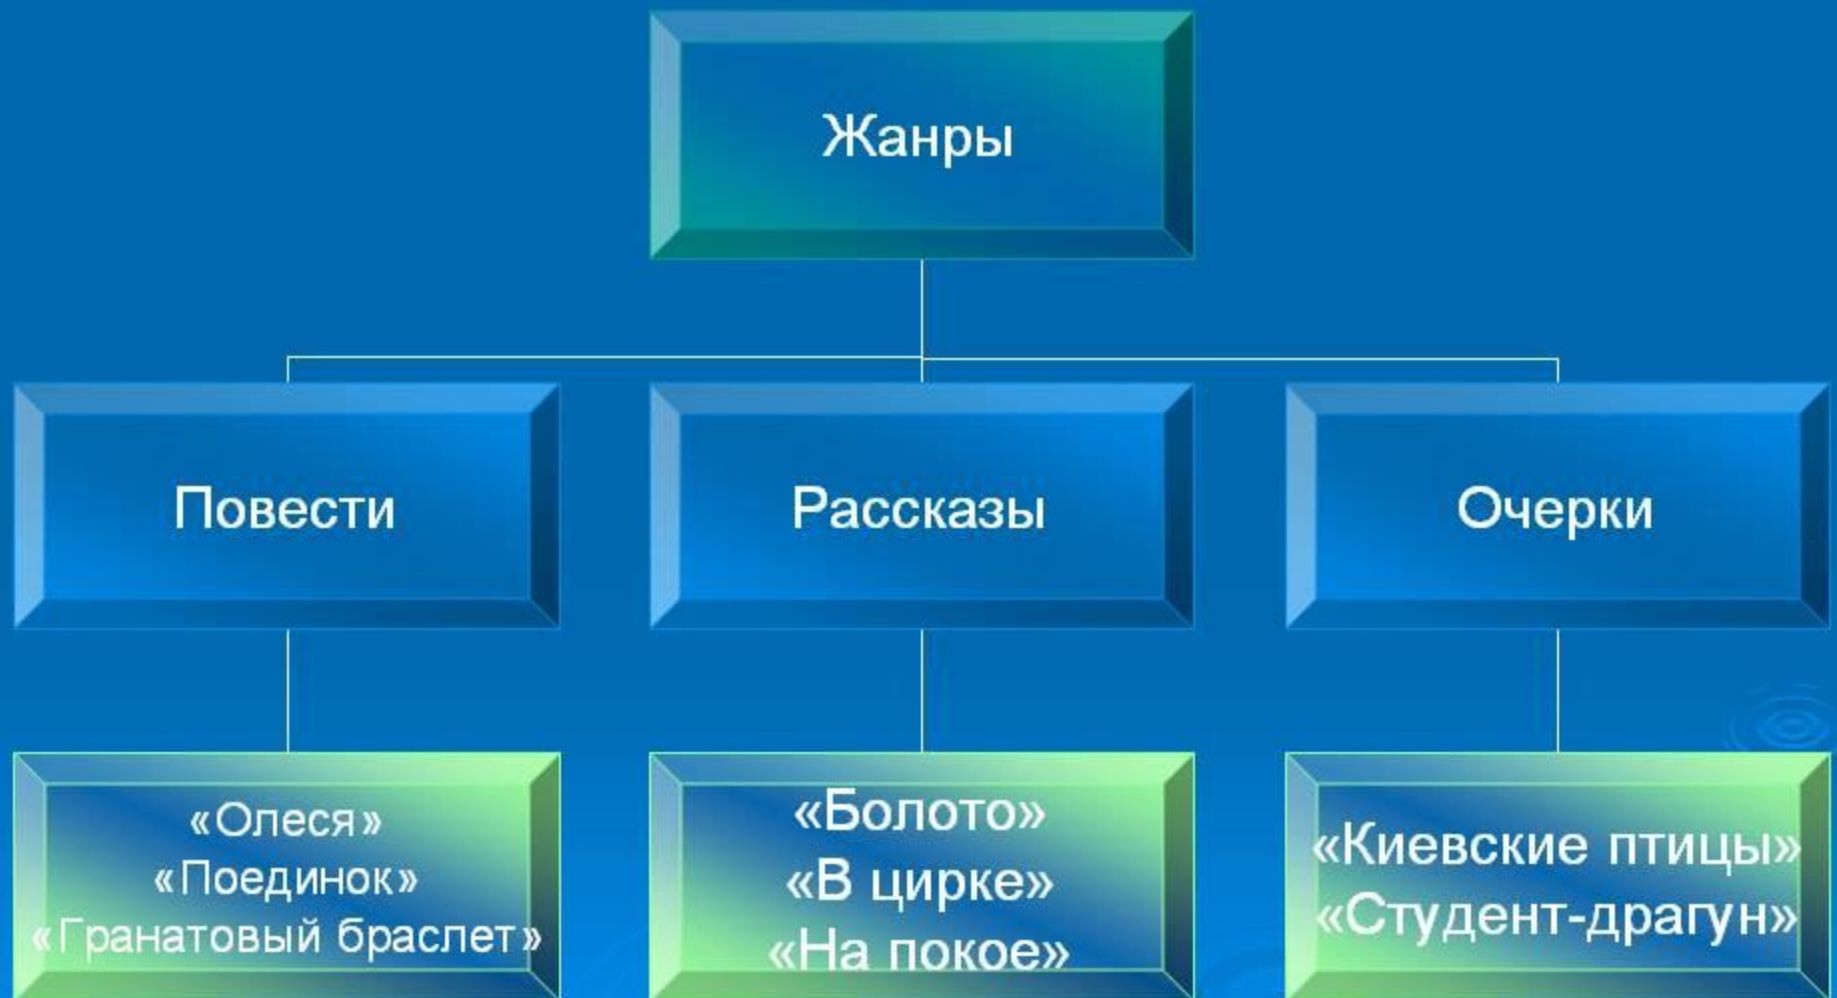 Жанры
Повести
Рассказы
Очерки
«Олеся»
«Поединок»
«Гранатовый браслет»
«Болото»
«В цирке»
«На покое»
«Киевские птицы»
«Студент-драгун»